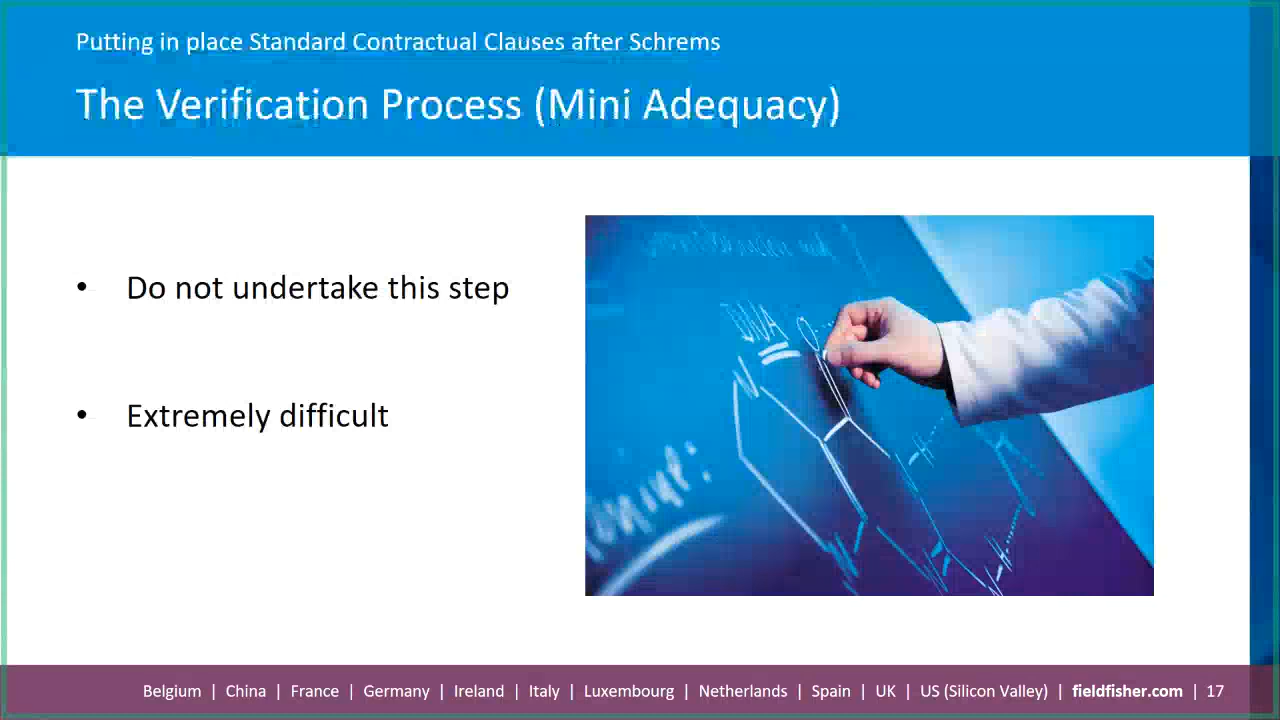 Putting in place Standard Contractual Clauses after Schrems
The Verification Process (Mini Adequacy)
• Do not undertake this step
• Extremely difficult
DNA
Belgium | China | France | Germany | Ireland | Italy | Luxembourg | Netherlands | Spain | UK | US (Silicon Valley) | fieldfisher.com | 17